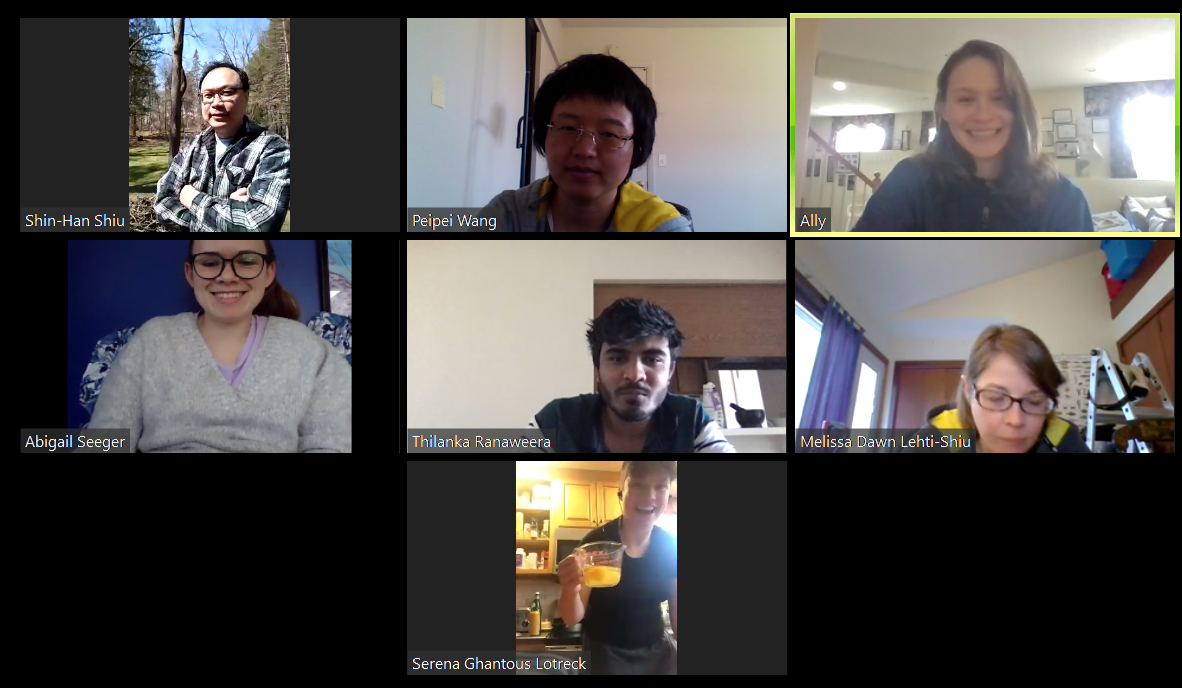 Shin-Han Shiu
Peipei Wang
Ally
Abigail Seeger
Thilanka Ranaweera
Melissa Dawn Lehti-Shiu
Serena Ghantous Lotreck